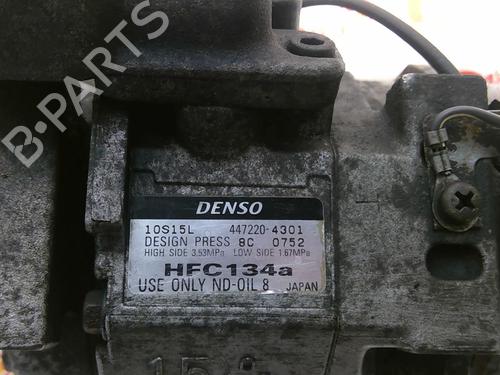 B-PARTS
DENSO
10S15L 447220-4301
DESIGN PRESS 8C 0752
HIGH SIDE 3.53MPa LOW SIDE 1.67MPa
HFC134a
USE ONLY ND-OIL 8 JAPAN